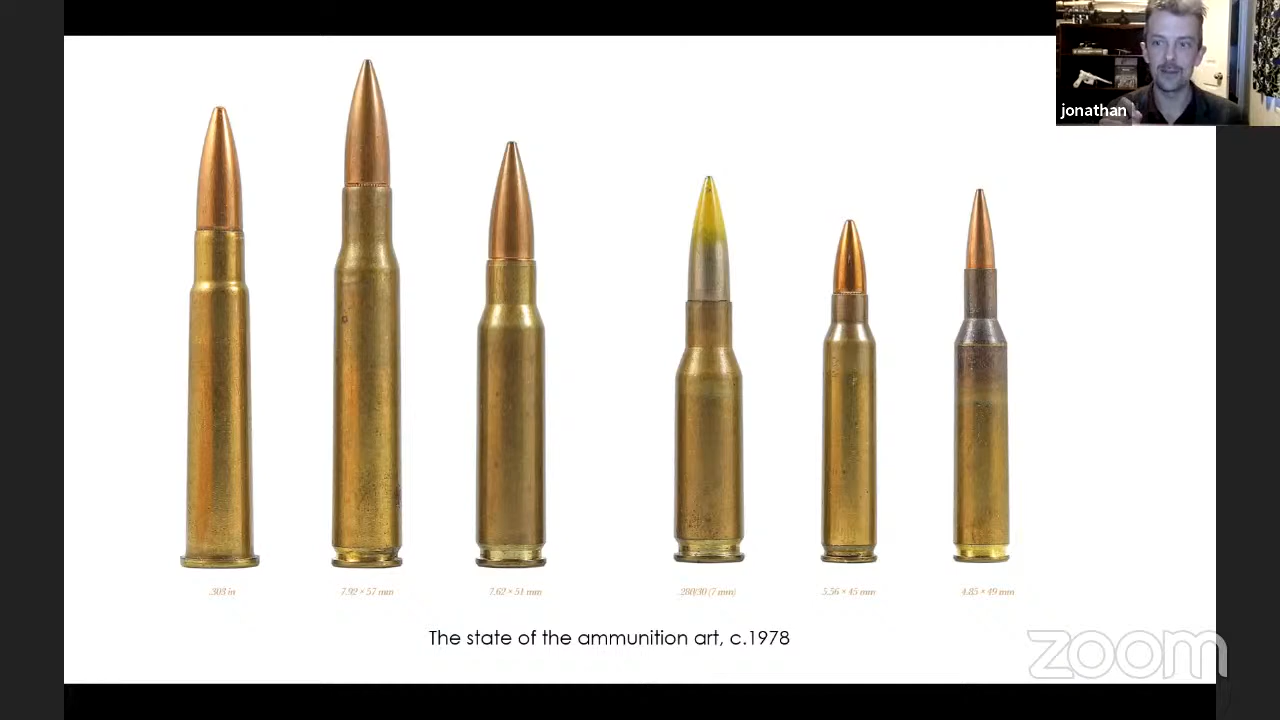 jonathan
.303 in
7.92 × 57 mm
7.62 × 51 mm
.280/30 (7 mm)
5.56 × 45 mm
4.85 × 49 mm
The state of the ammunition art, c.1978
zoom